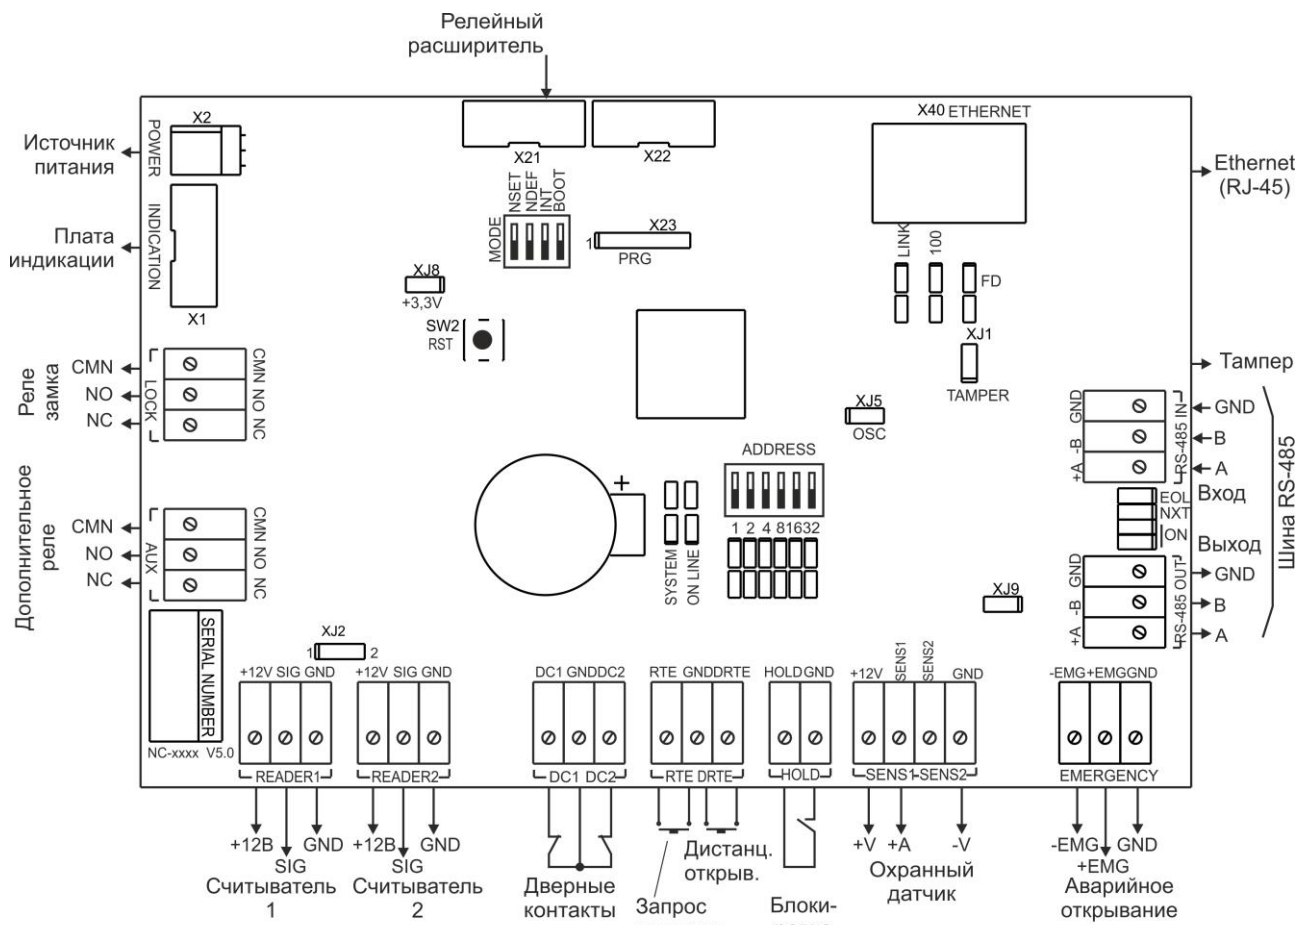 Релейный
расширитель
X2
POWER
Источник
питания
X21
X22
X40 ETHERNET
Ethernet
(RJ-45)
INDICATION
Плата
индикации
X1
MODE
NSET
NDEF
INT
BOOT
X23
1
PRG
LINK
100
FD
XJ8
+3,3V
SW2
RST
XJ1
TAMPER
Тампер
XJ5
OSC
Реле
замка
CMN
NO
NC
LOCK
CMN
NO
NC
GND
-B
+A
RS-485 IN
GND
B
A
Шина RS-485
ADDRESS
1 2 4 8 16 32
+
SYSTEM
ON LINE
EOL
NXT
ON
Вход
Выход
Дополнительное
реле
CMN
NO
NC
AUX
CMN
NO
NC
GND
-B
+A
RS-485 OUT
GND
B
A
XJ9
SERIAL NUMBER
NC-xxxx V5.0
XJ2
1 2
+12V SIG GND
READER1
+12V SIG GND
READER2
DC1 GND DC2
DC1 DC2
RTE GND DRTE
RTE DRTE
HOLD GND
HOLD
+12V SENS1 SENS2 GND
SENS1 SENS2
-EMG +EMG GND
EMERGENCY
+12В SIG GND
Считыватель
1
+12В SIG GND
Считыватель
2
Дверные
контакты
Запрос
Дистанц.
открыв.
Блоки-
+V +A -V
Охранный
датчик
-EMG +EMG GND
Аварийное
открывание